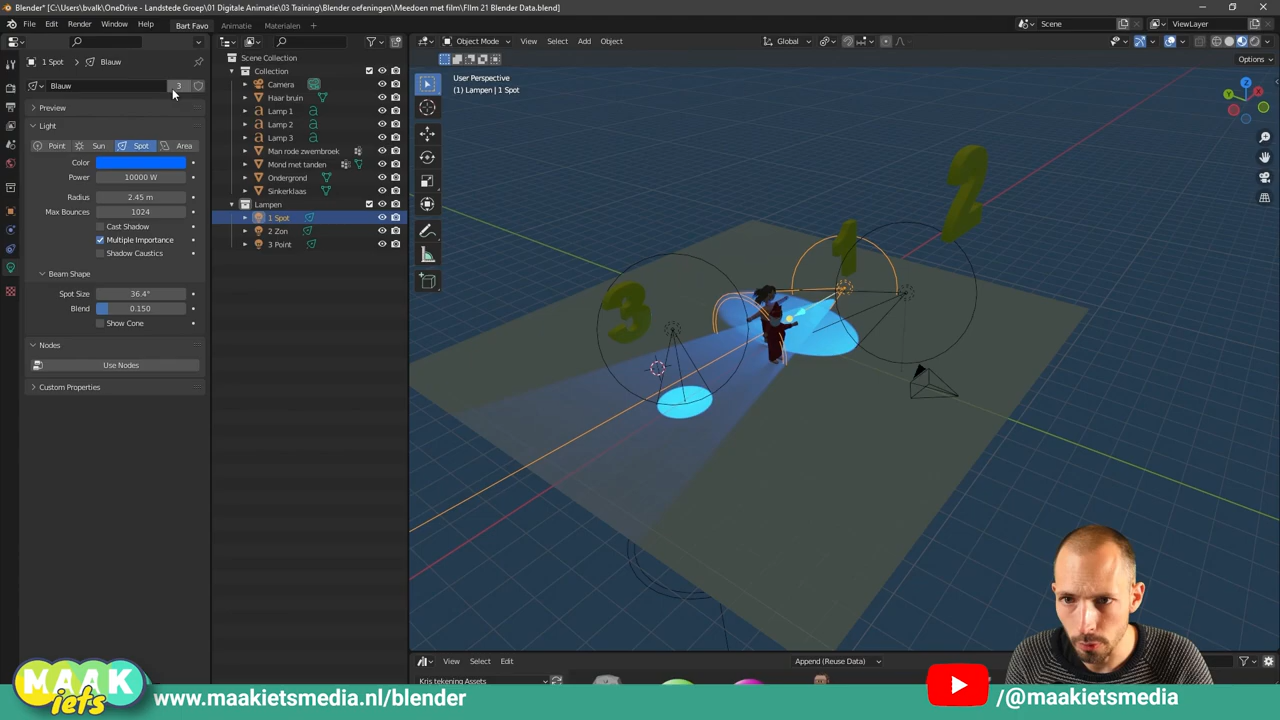 Blender* [C:\Users\bvalk\OneDrive - Landstede Groep\01 Digitale Animatie\03 Training\Blender oefeningen\Meedoen met film\FIlm 21 Blender Data.blend]
File Edit Render Window Help Bart Favo Animatie Materialen Scene ViewLayer
Object Mode View Select Add Object Global Options
1 Spot Blauw
Blauw 3
Preview
Light
Point Sun Spot Area
Color
Power 10000 W
Radius 2.45 m
Max Bounces 1024
Cast Shadow
Multiple Importance
Shadow Caustics
Beam Shape
Spot Size 36.4°
Blend 0.150
Show Cone
Nodes
Use Nodes
Custom Properties
Scene Collection
Collection
Camera
Haar bruin
Lamp 1
Lamp 2
Lamp 3
Man rode zwembroek
Mond met tanden
Ondergrond
Sinkerklaas
Lampen
1 Spot
2 Zon
3 Point
User Perspective
(1) Lampen | 1 Spot
Z
Y
X
2
1
3
View Select Edit Append (Reuse Data)
Kris tekening Assets
MAAK
iets
www.maakietsmedia.nl/blender
/@maakietsmedia